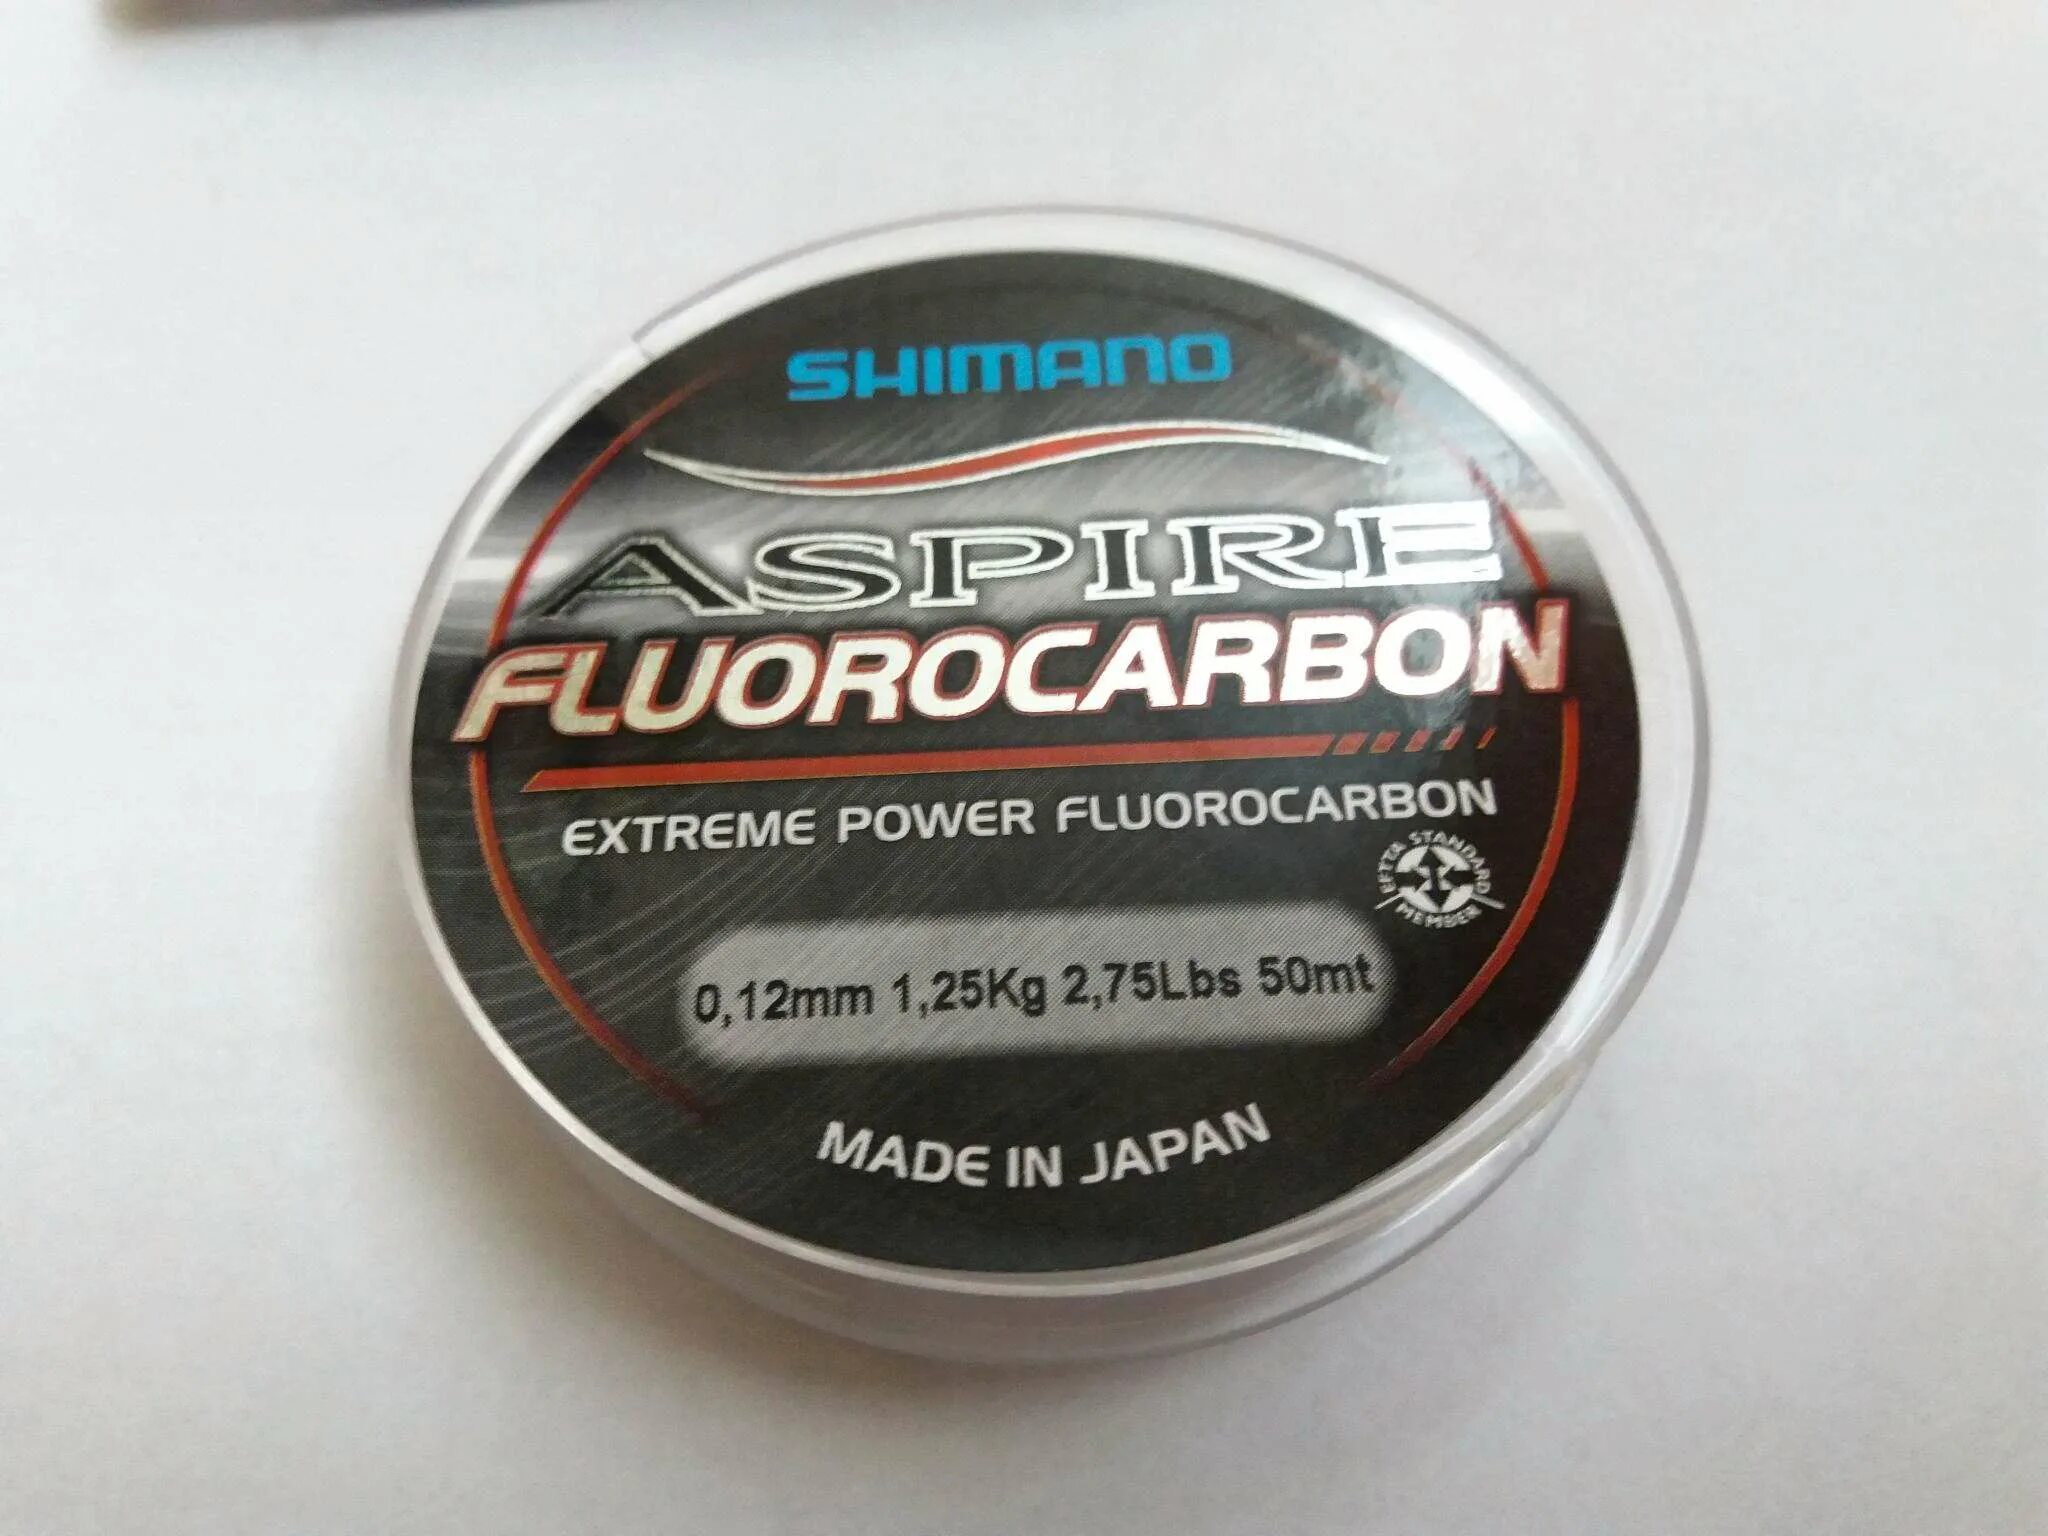 SHIMANO
ASPIRE
FLUOROCARBON
EXTREME POWER FLUOROCARBON
EFTTA STANDARD
MEMBER
0,12mm 1,25Kg 2,75Lbs 50mt
MADE IN JAPAN